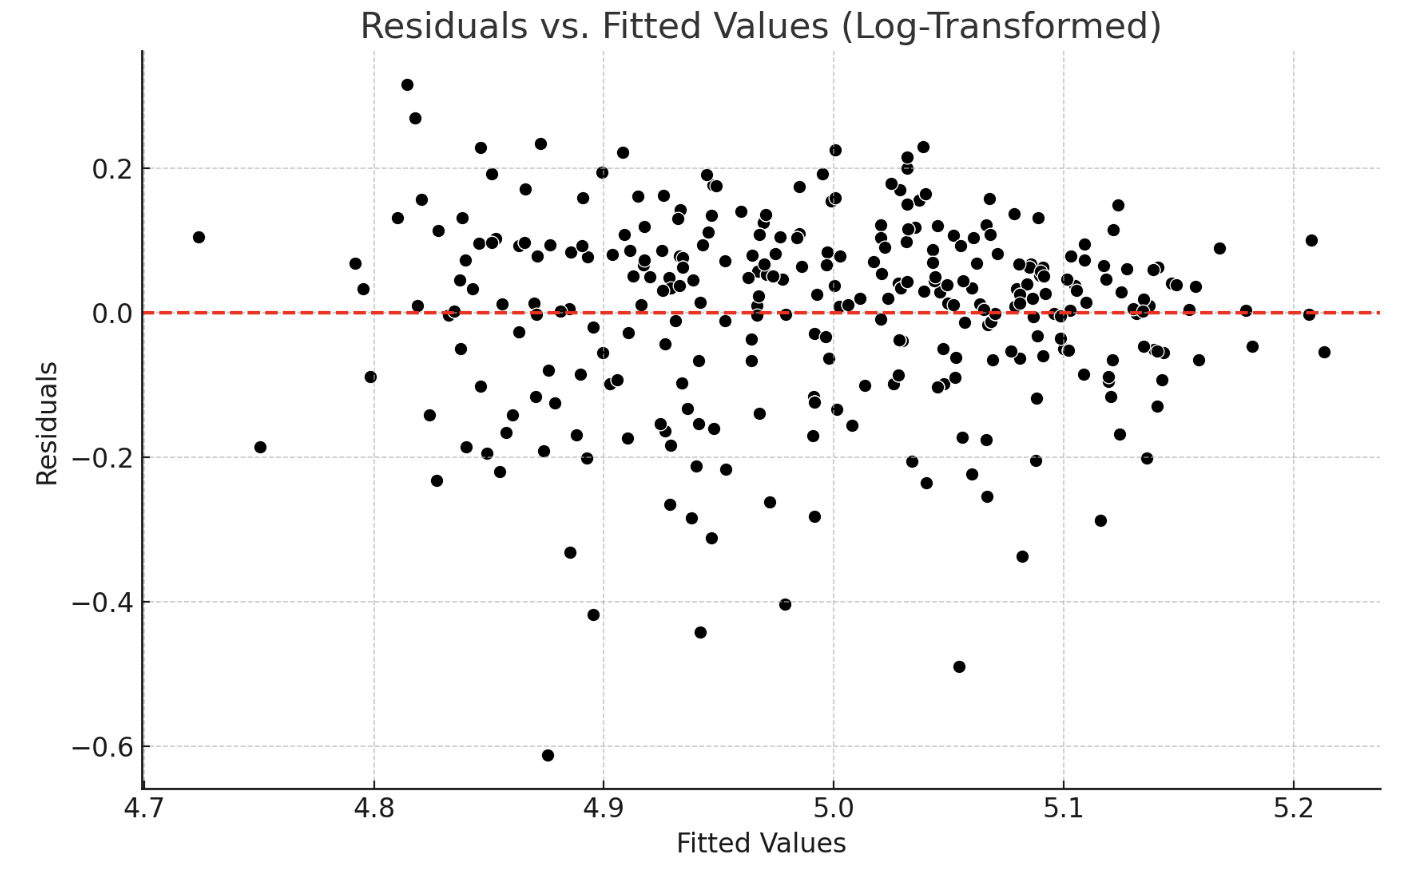 Residuals vs. Fitted Values (Log-Transformed)
0.2
0.0
−0.2
−0.4
−0.6
Residuals
4.7 4.8 4.9 5.0 5.1 5.2
Fitted Values